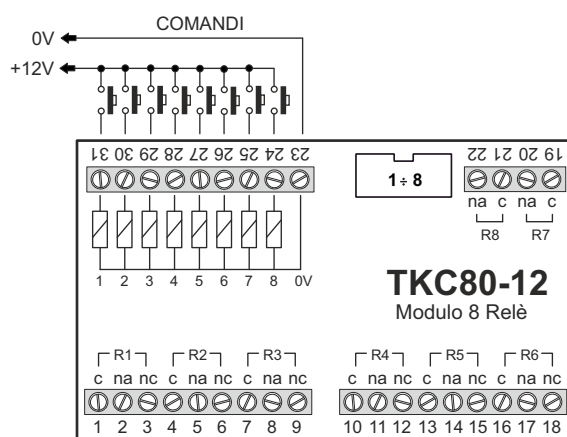 COMANDI
0V
+12V
31 30 29 28 27 26 25 24 23
22 21 20 19
1 ÷ 8
na c na c
R8 R7
1 2 3 4 5 6 7 8 0V
TKC80-12
Modulo 8 Relè
R1 R2 R3 R4 R5 R6
c na nc c na nc c na nc c na nc c na nc c na nc
1 2 3 4 5 6 7 8 9 10 11 12 13 14 15 16 17 18